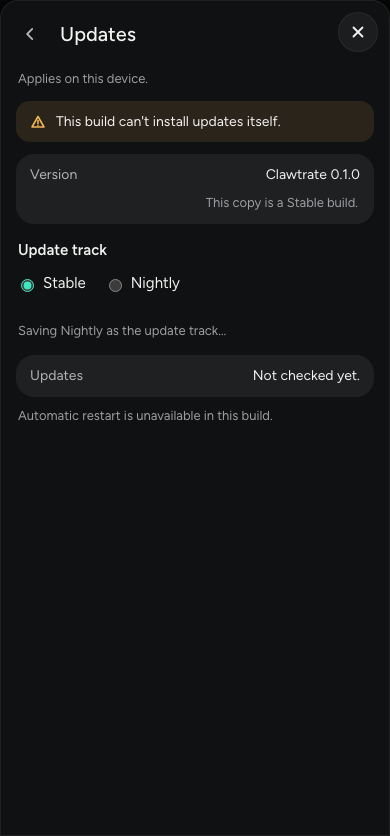 Updates
Applies on this device.
This build can't install updates itself.
Version
Clawtrate 0.1.0
This copy is a Stable build.
Update track
Stable
Nightly
Saving Nightly as the update track...
Updates
Not checked yet.
Automatic restart is unavailable in this build.